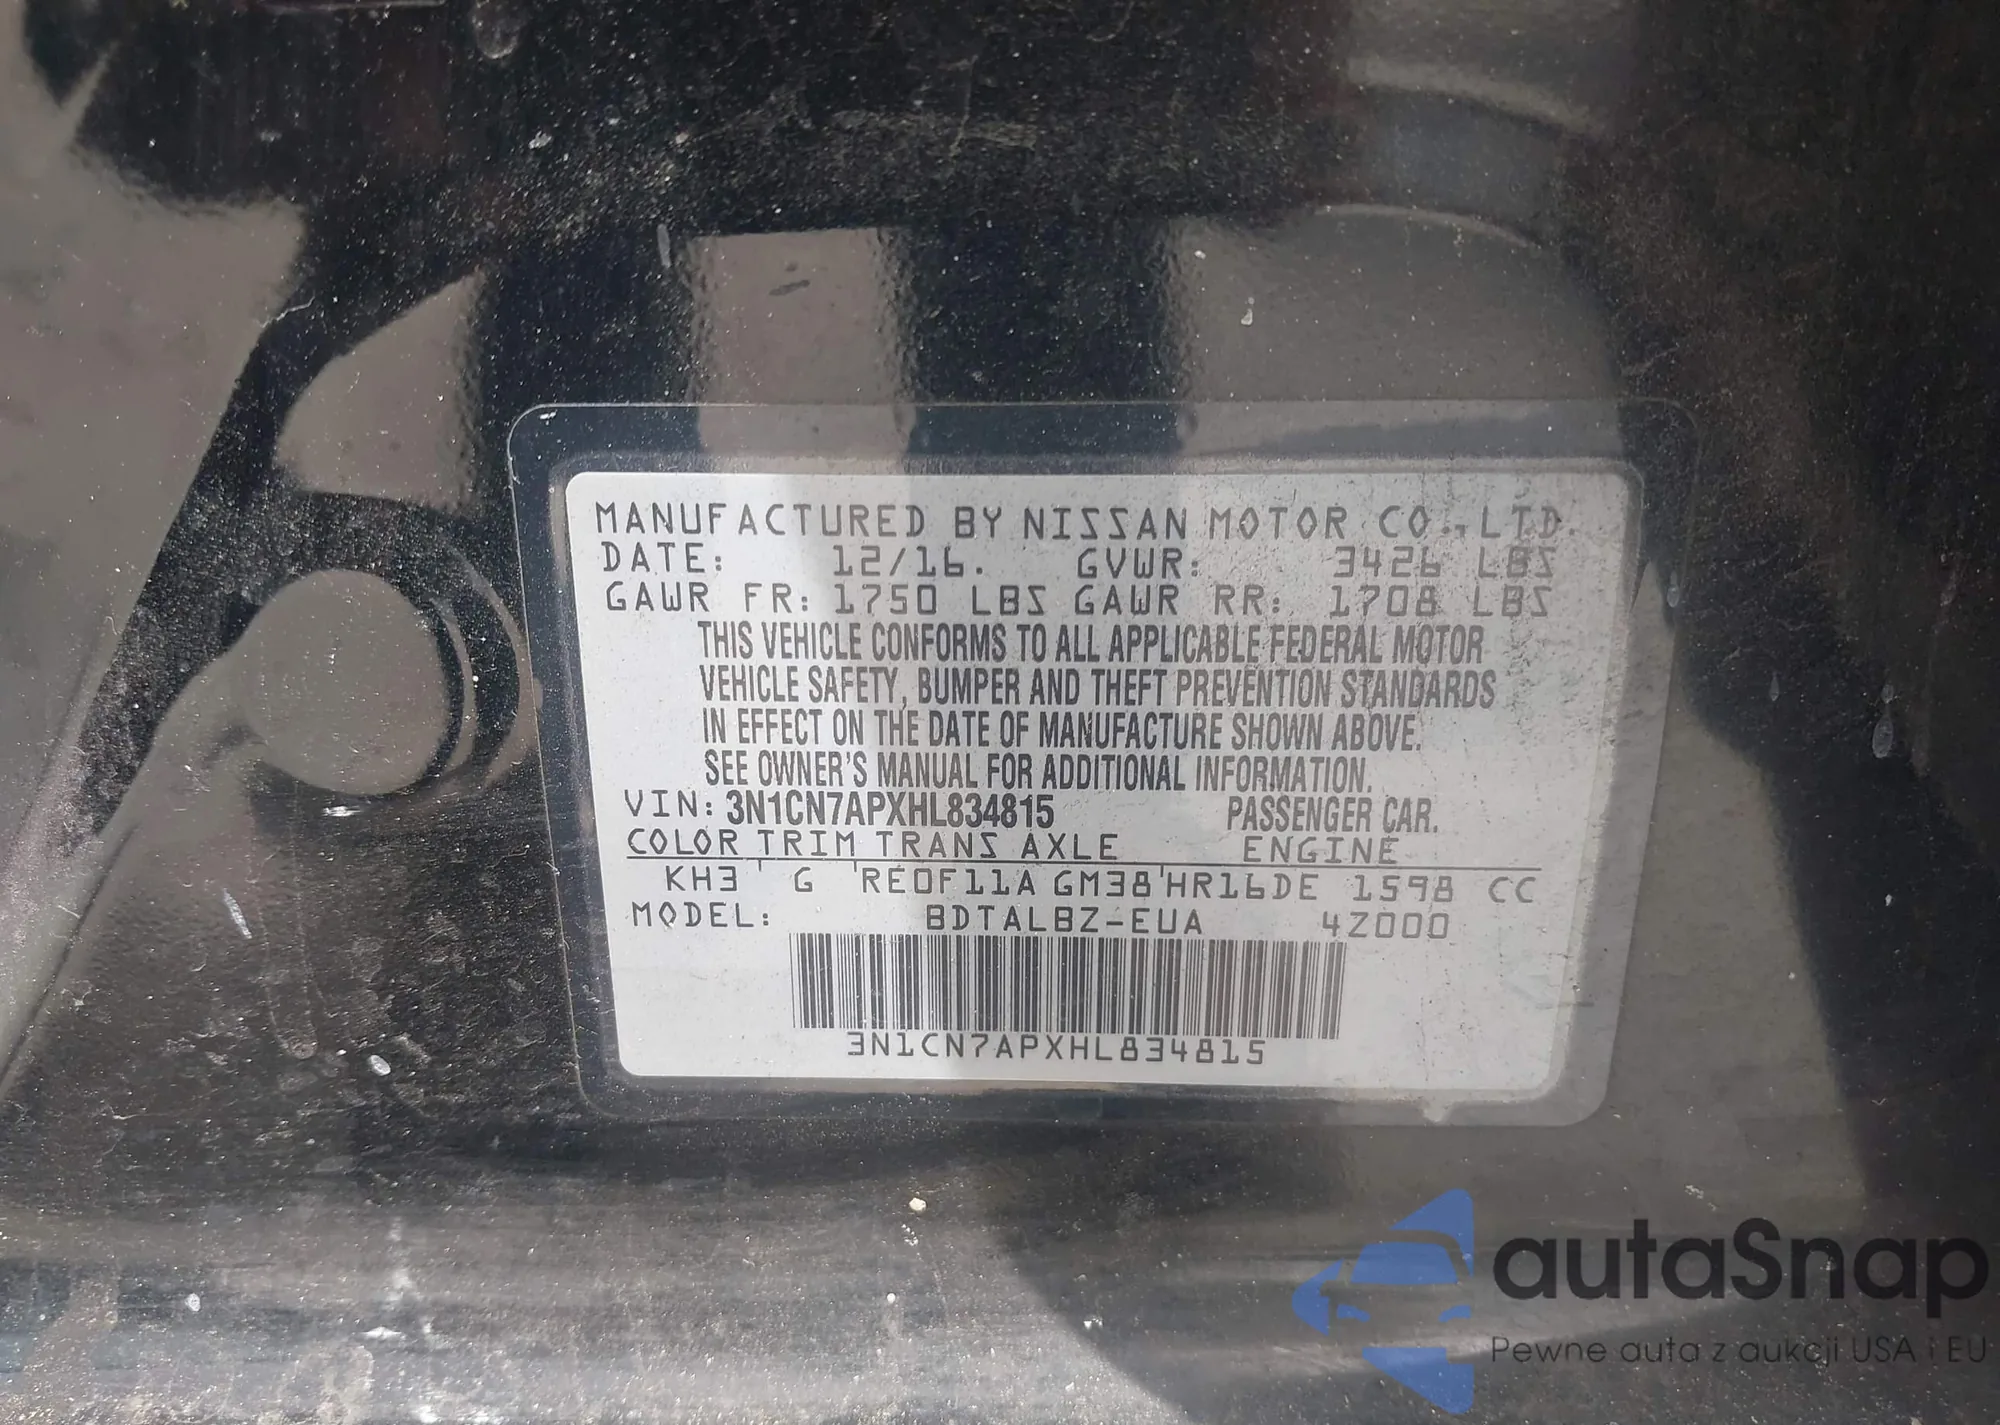 MANUFACTURED BY NISSAN MOTOR CO., LTD.
DATE: 12/16. GVWR: 3426 LBS
GAWR FR: 1750 LBS GAWR RR: 1708 LBS
THIS VEHICLE CONFORMS TO ALL APPLICABLE FEDERAL MOTOR
VEHICLE SAFETY, BUMPER AND THEFT PREVENTION STANDARDS
IN EFFECT ON THE DATE OF MANUFACTURE SHOWN ABOVE.
SEE OWNER'S MANUAL FOR ADDITIONAL INFORMATION.
VIN: 3N1CN7APXHL834815 PASSENGER CAR.
COLOR TRIM TRANS AXLE ENGINE
KH3 ' G 'RE0F11A GM38'HR16DE 1598 CC
MODEL: BDTALBZ-EUA 4Z000
3N1CN7APXHL834815
autaSnap
Pewne auta z aukcji USA i EU